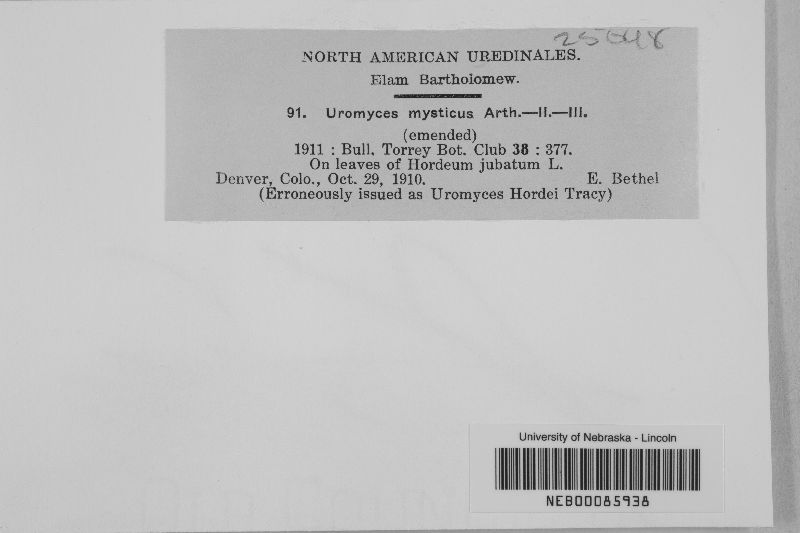 25048
NORTH AMERICAN UREDINALES.
Elam Bartholomew.
91. Uromyces mysticus Arth.—II.—III.
(emended)
1911 : Bull. Torrey Bot. Club 38 : 377.
On leaves of Hordeum jubatum L.
Denver, Colo., Oct. 29, 1910. E. Bethel
(Erroneously issued as Uromyces Hordei Tracy)
University of Nebraska - Lincoln
NEB00085938